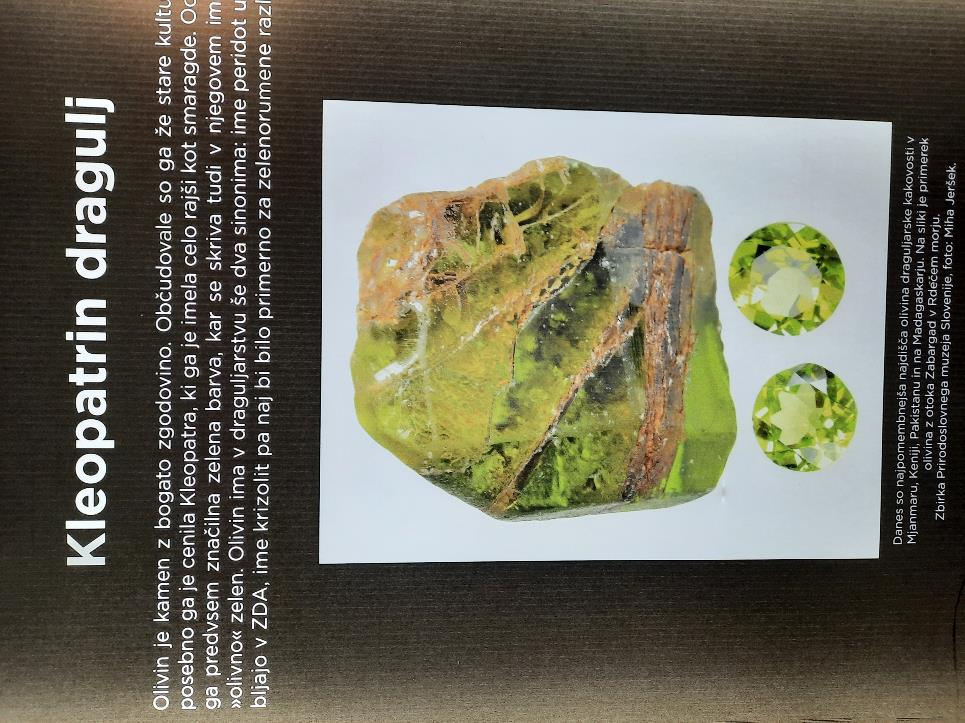 Kleopatrin dragulj
Olivin je kamen z bogato zgodovino. Občudovale so ga že stare
posebno ga je cenila Kleopatra, ki ga je imela celo rajši kot smaragde.
ga predvsem značilna zelena barva, kar se skriva tudi v njegovem
»olivno« zelen. Olivin ima v draguljarstvu še dva sinonima: ime peridot
bljajo v ZDA, ime krizolit pa naj bi bilo primerno za zelenorumene
Danes so najpomembnejša najdišča olivina draguljarske kakovosti v
Mjanmaru, Keniji, Pakistanu in na Madagaskarju. Na sliki je primerek
olivina z otoka Zabargad v Rdečem morju.
Zbirka Prirodoslovnega muzeja Slovenije, foto: Miha Jeršek.